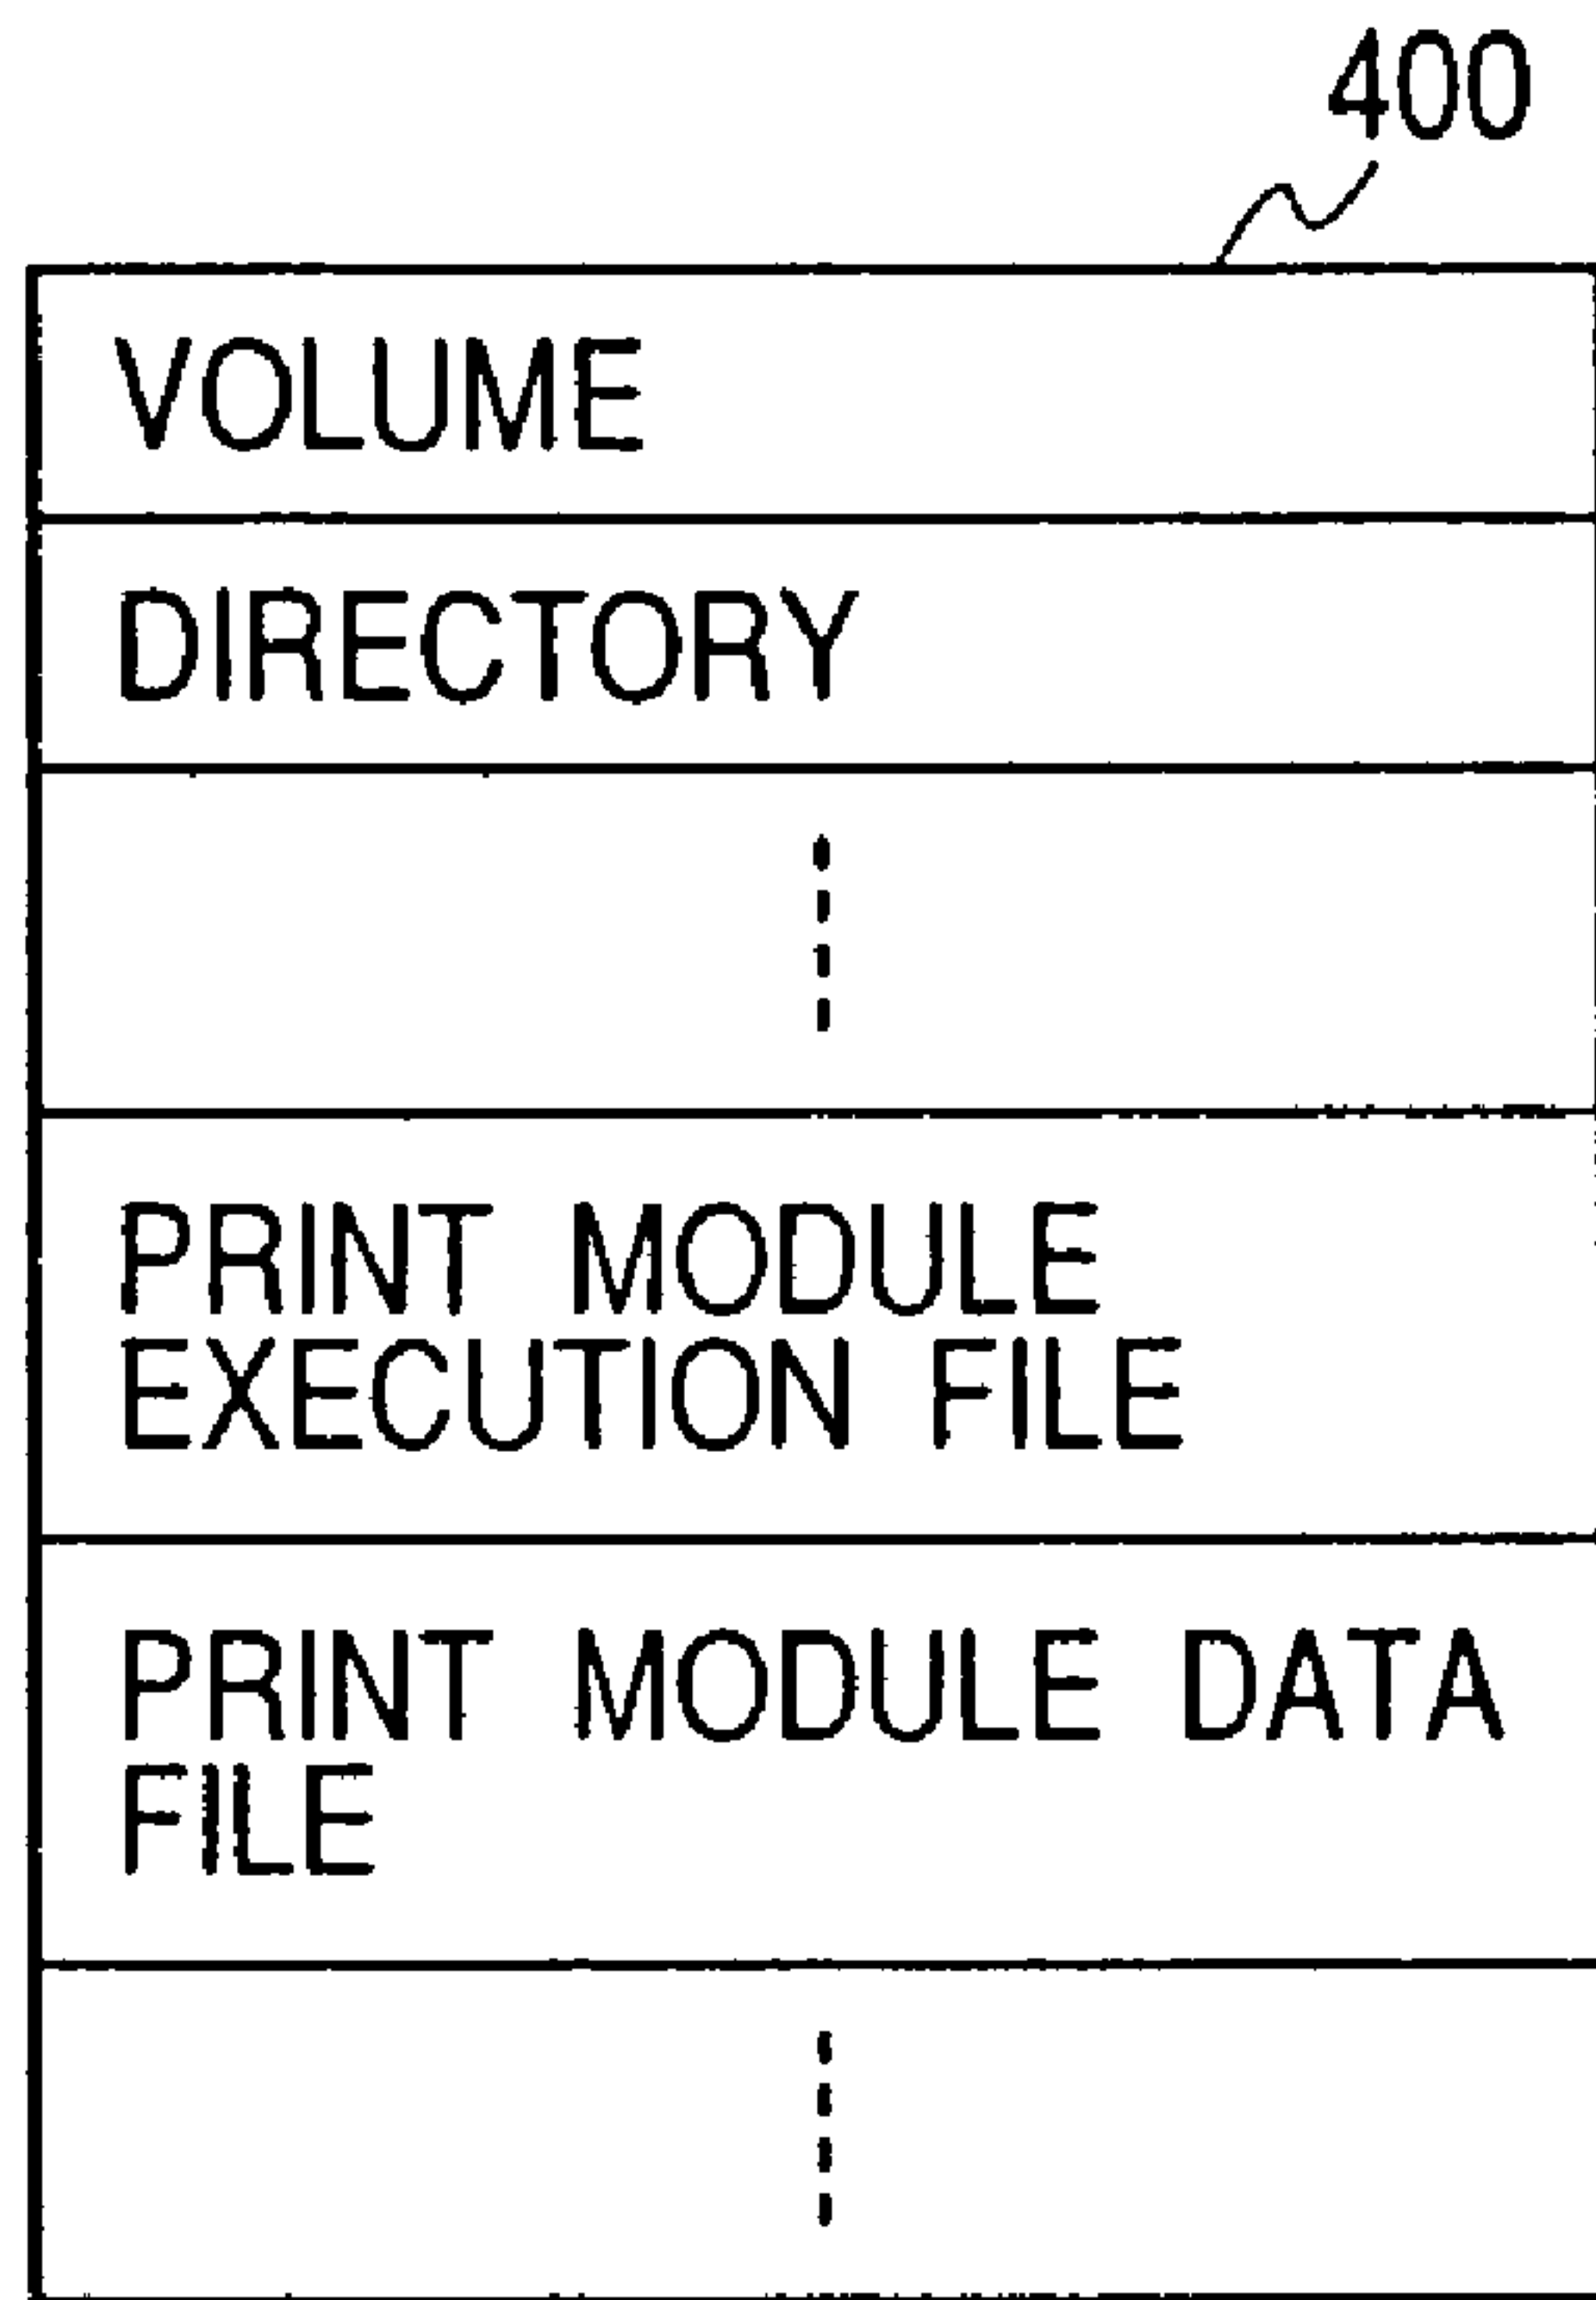 400
VOLUME
DIRECTORY
PRINT MODULE
EXECUTION FILE
PRINT MODULE DATA
FILE